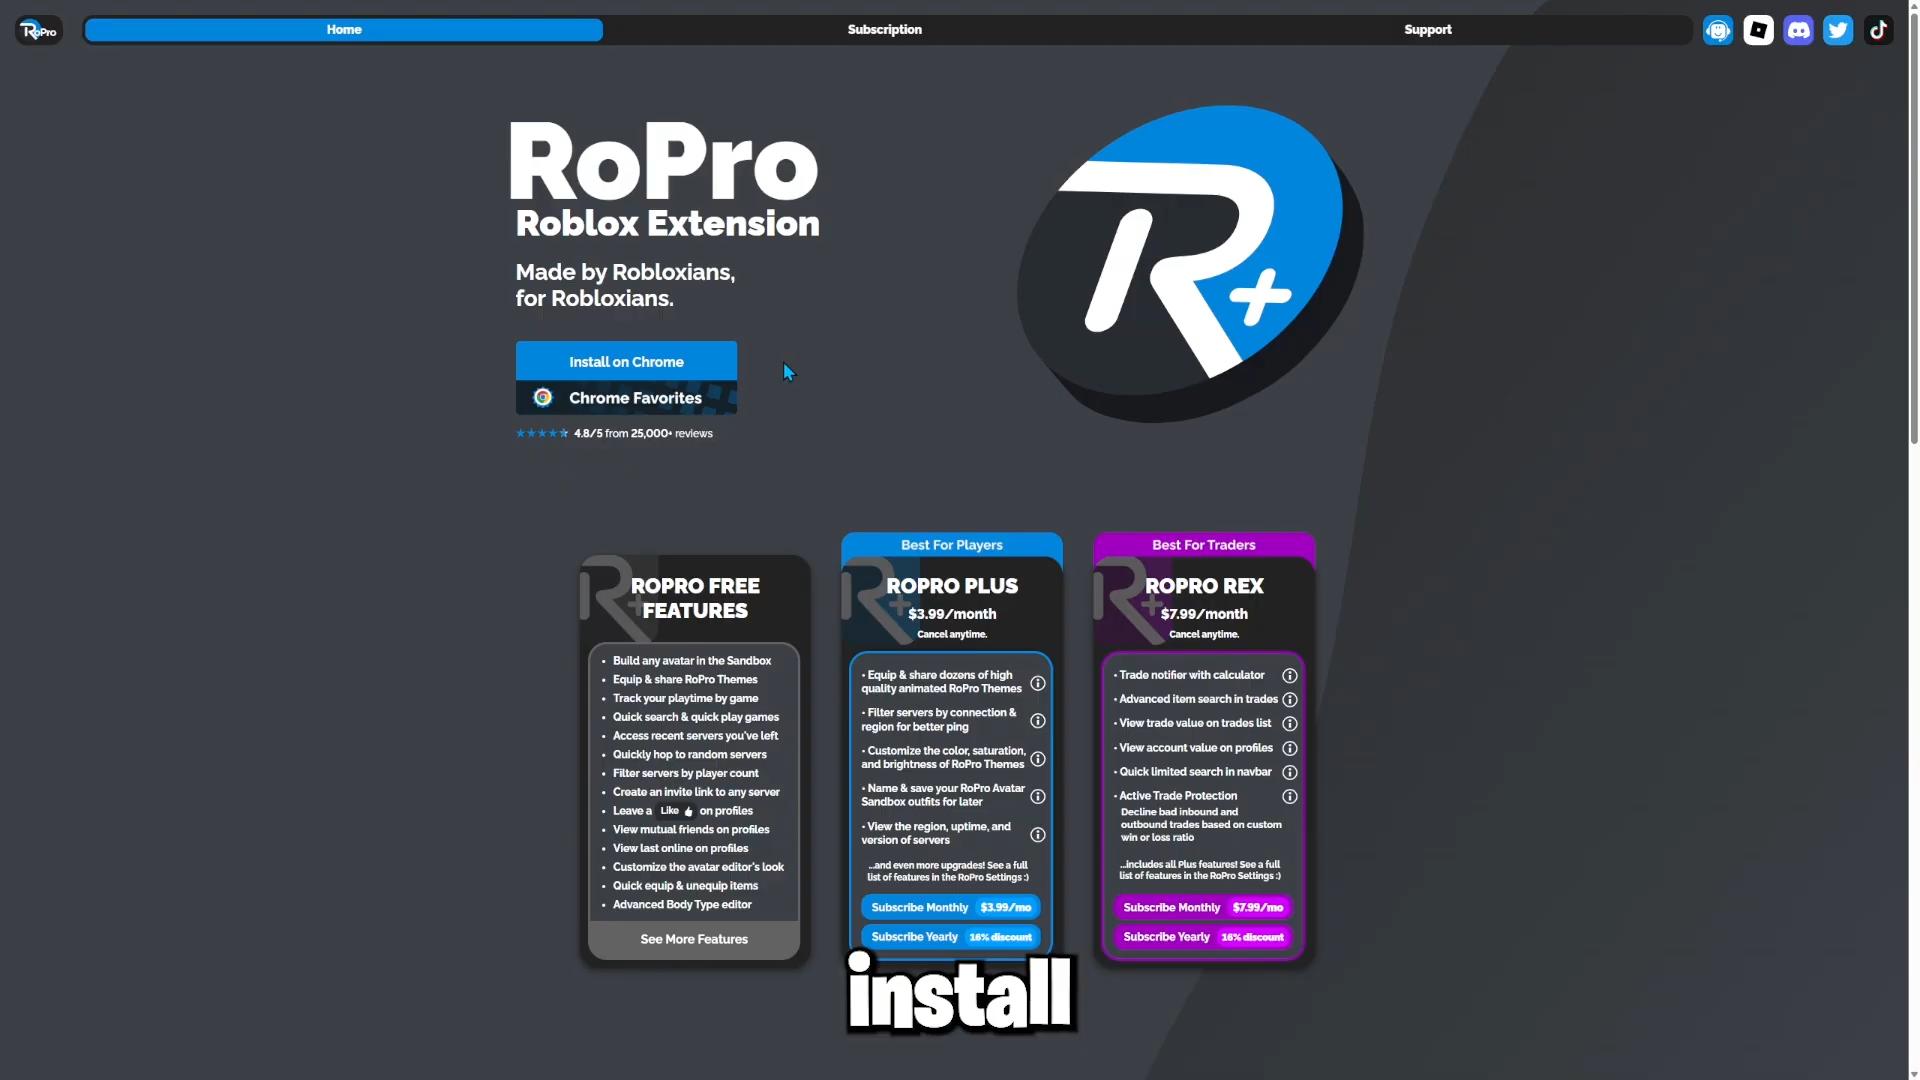 RoPro
Home
Subscription
Support
RoPro
Roblox Extension
Made by Robloxians,
for Robloxians.
Install on Chrome
Chrome Favorites
4.8/5 from 25,000+ reviews
ROPRO FREE
FEATURES
• Build any avatar in the Sandbox
• Equip & share RoPro Themes
• Track your playtime by game
• Quick search & quick play games
• Access recent servers you've left
• Quickly hop to random servers
• Filter servers by player count
• Create an invite link to any server
• Leave a Like on profiles
• View mutual friends on profiles
• View last online on profiles
• Customize the avatar editor's look
• Quick equip & unequip items
• Advanced Body Type editor
See More Features
Best For Players
ROPRO PLUS
$3.99/month
Cancel anytime.
• Equip & share dozens of high
quality animated RoPro Themes
• Filter servers by connection &
region for better ping
• Customize the color, saturation,
and brightness of RoPro Themes
• Name & save your RoPro Avatar
Sandbox outfits for later
• View the region, uptime, and
version of servers
...and even more upgrades! See a full
list of features in the RoPro Settings :)
Subscribe Monthly $3.99/mo
Subscribe Yearly 16% discount
Best For Traders
ROPRO REX
$7.99/month
Cancel anytime.
• Trade notifier with calculator
• Advanced item search in trades
• View trade value on trades list
• View account value on profiles
• Quick limited search in navbar
• Active Trade Protection
Decline bad inbound and
outbound trades based on custom
win or loss ratio
...includes all Plus features! See a full
list of features in the RoPro Settings :)
Subscribe Monthly $7.99/mo
Subscribe Yearly 16% discount
install